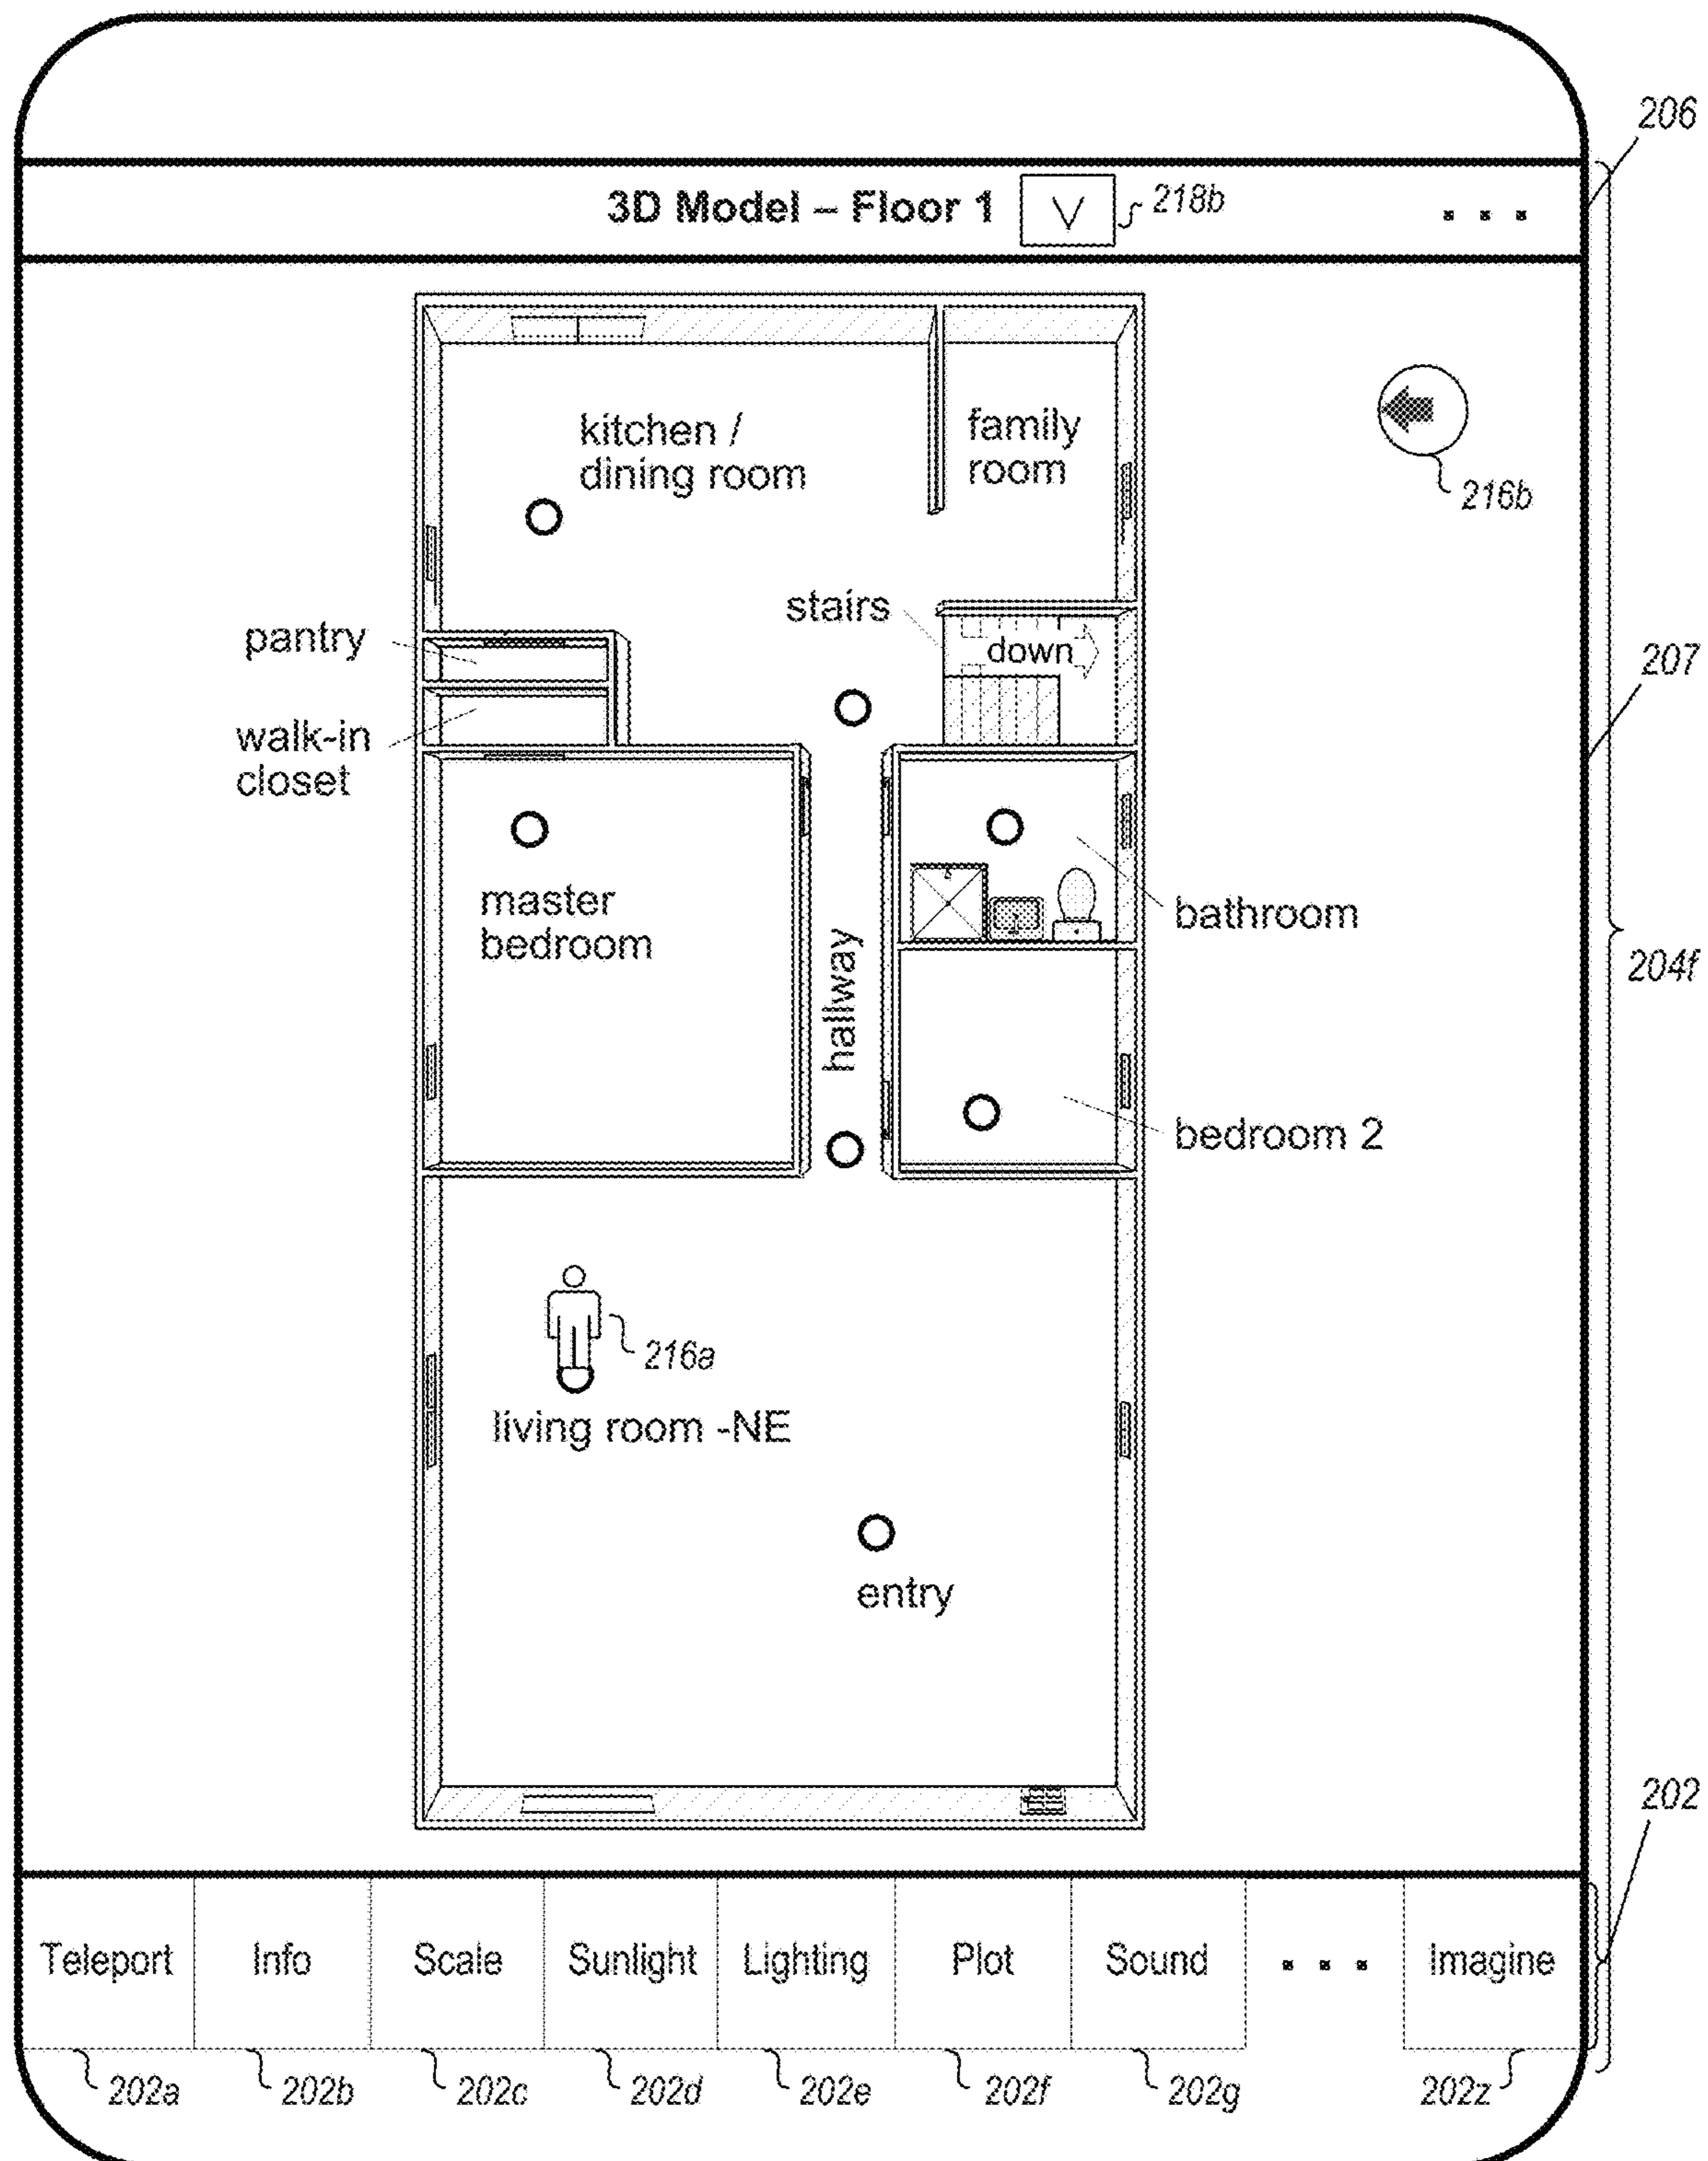 206
3D Model – Floor 1
V
218b
. . .
kitchen /
dining room
family
room
216b
stairs
down
pantry
207
walk-in
closet
master
bedroom
bathroom
hallway
204f
bedroom 2
216a
living room -NE
entry
202
Teleport
Info
Scale
Sunlight
Lighting
Plot
Sound
. . .
Imagine
202a
202b
202c
202d
202e
202f
202g
202z